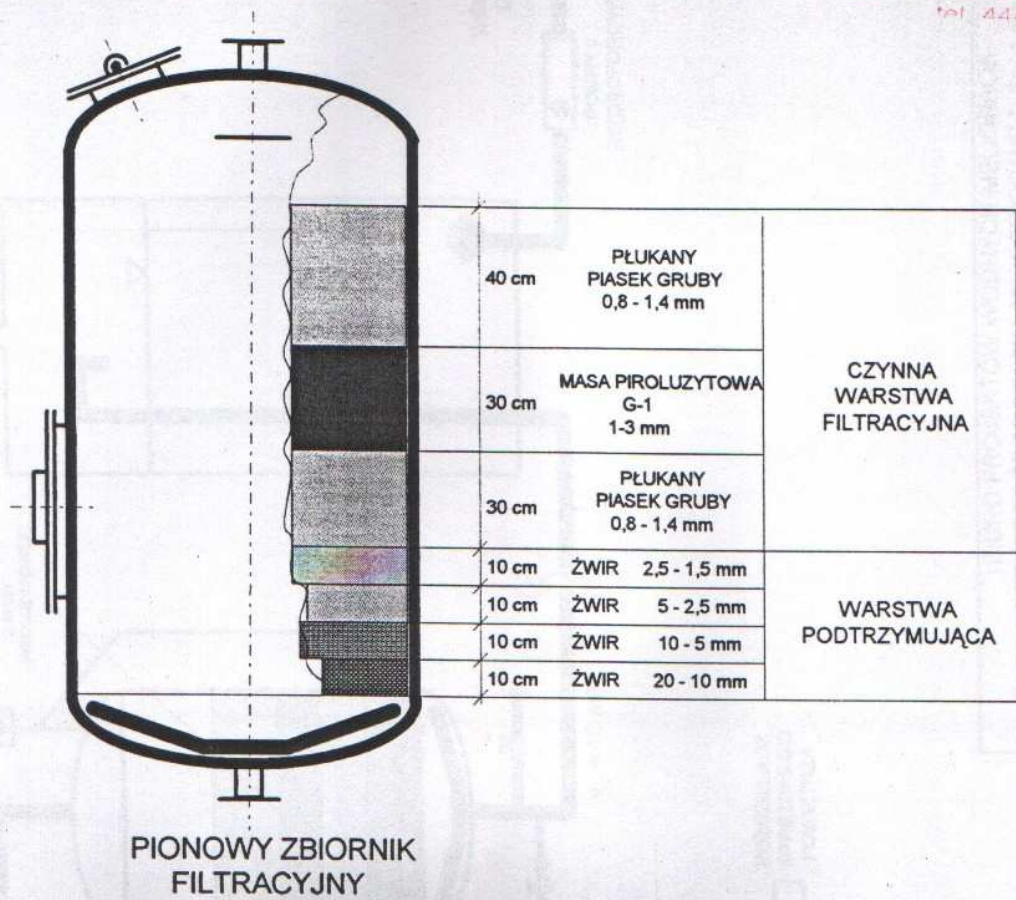 tel. 44
40 cm
PŁUKANY
PIASEK GRUBY
0,8 - 1,4 mm
30 cm
MASA PIROLUZYTOWA
G-1
1-3 mm
30 cm
PŁUKANY
PIASEK GRUBY
0,8 - 1,4 mm
CZYNNA
WARSTWA
FILTRACYJNA
10 cm ŻWIR 2,5 - 1,5 mm
10 cm ŻWIR 5 - 2,5 mm
10 cm ŻWIR 10 - 5 mm
10 cm ŻWIR 20 - 10 mm
WARSTWA
PODTRZYMUJĄCA
PIONOWY ZBIORNIK
FILTRACYJNY